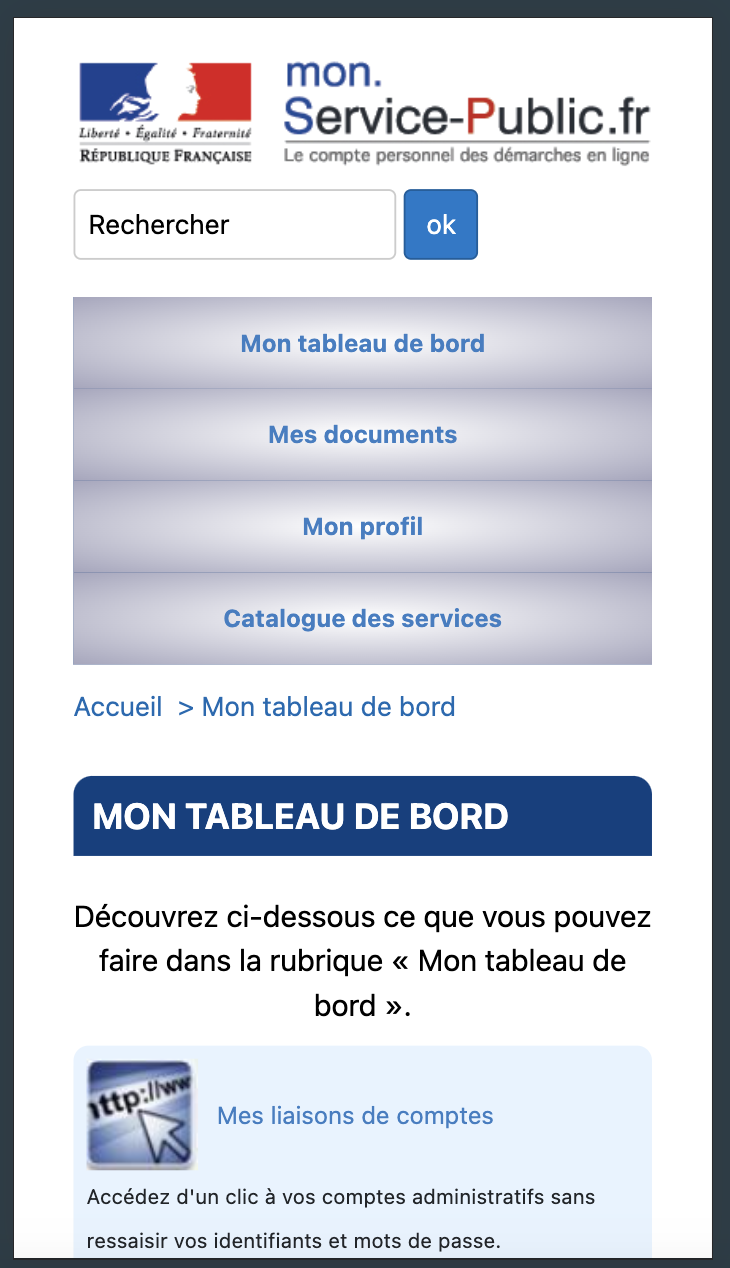 mon.
Service-Public.fr
Liberté • Égalité • Fraternité
RÉPUBLIQUE FRANÇAISE
Le compte personnel des démarches en ligne
Rechercher ok
Mon tableau de bord
Mes documents
Mon profil
Catalogue des services
Accueil > Mon tableau de bord
MON TABLEAU DE BORD
Découvrez ci-dessous ce que vous pouvez
faire dans la rubrique « Mon tableau de
bord ».
http://ww
Mes liaisons de comptes
Accédez d'un clic à vos comptes administratifs sans
ressaisir vos identifiants et mots de passe.